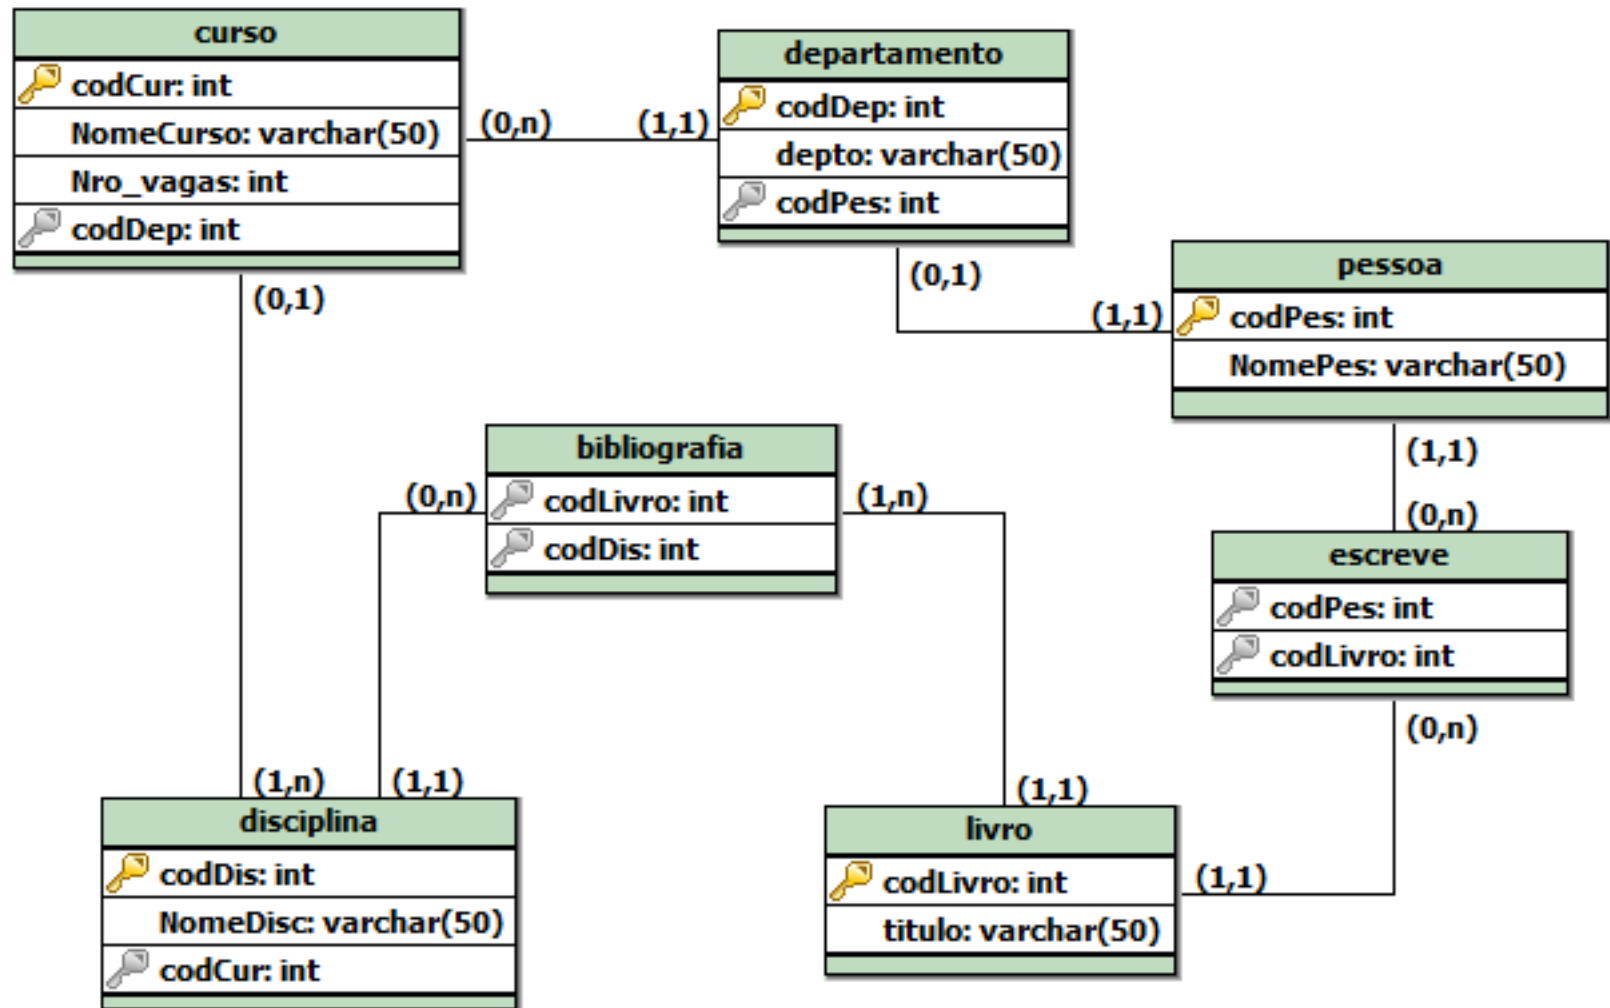 curso
codCur: int
NomeCurso: varchar(50)
Nro_vagas: int
codDep: int
(0,n)
(1,1)
departamento
codDep: int
depto: varchar(50)
codPes: int
(0,1)
(0,1)
(1,1)
pessoa
codPes: int
NomePes: varchar(50)
(1,1)
(0,n)
bibliografia
codLivro: int
codDis: int
(0,n)
(1,n)
escreve
codPes: int
codLivro: int
(0,n)
(1,n)
(1,1)
disciplina
codDis: int
NomeDisc: varchar(50)
codCur: int
(1,1)
livro
codLivro: int
titulo: varchar(50)
(1,1)